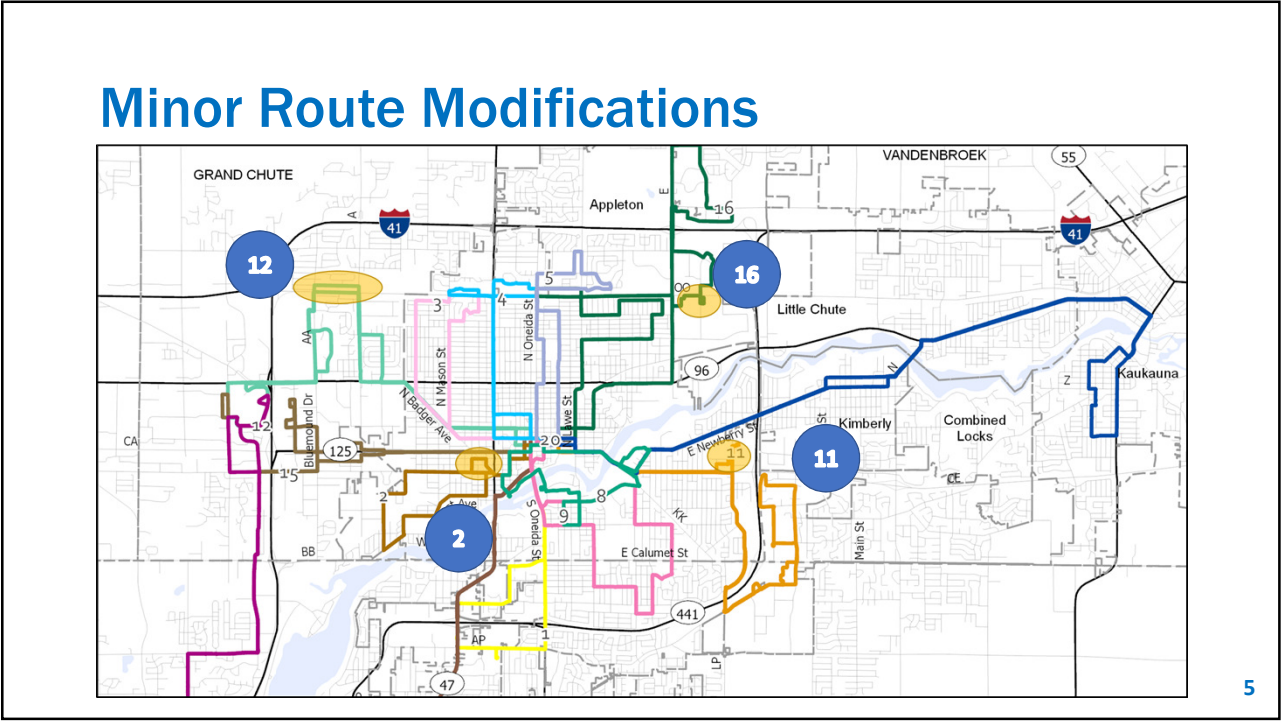 Minor Route Modifications
GRAND CHUTE
VANDENBROEK
55
Appleton
E
A
16
41
41
12
16
5
OO
3
4
Little Chute
AA
N Oneida St
N Mason St
96
N
Z
Kaukauna
N Badger Ave
N Lawe St
Bluemound Dr
12
St
Kimberly
Combined
Locks
CA
125
20
E Newberry St
11
11
15
CE
2
t Ave
8
9
KK
S Oneida St
Main St
2
W
BB
E Calumet St
441
1
AP
LP
47
5